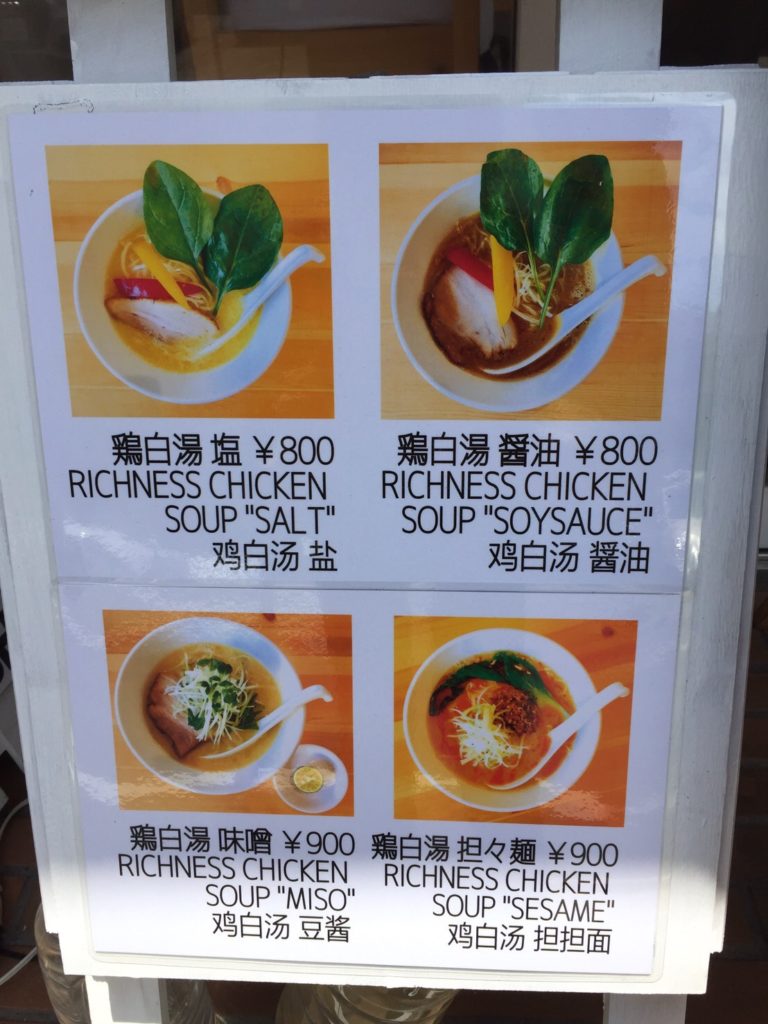 鶏白湯 塩 ¥800
RICHNESS CHICKEN
SOUP "SALT"
鸡白汤 盐
鶏白湯 醤油 ¥800
RICHNESS CHICKEN
SOUP "SOYSAUCE"
鸡白汤 醤油
鶏白湯 味噌 ¥900
RICHNESS CHICKEN
SOUP "MISO"
鸡白汤 豆酱
鶏白湯 担々麺 ¥900
RICHNESS CHICKEN
SOUP "SESAME"
鸡白汤 担担面